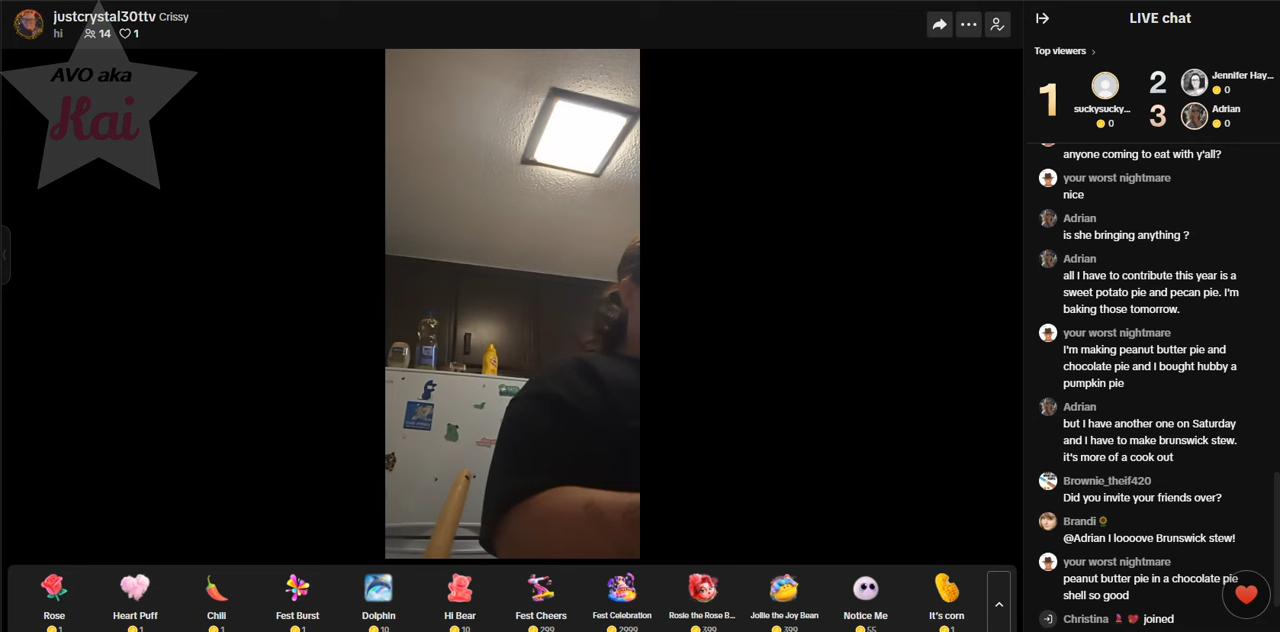 justcrystal30ttv Crissy
hi 14 1
AVO aka
Kai
LIVE chat
Top viewers >
1 suckysucky... 0
2 Jennifer Hay... 0
3 Adrian 0
anyone coming to eat with y'all?
your worst nightmare
nice
Adrian
is she bringing anything ?
Adrian
all I have to contribute this year is a
sweet potato pie and pecan pie. I'm
baking those tomorrow.
your worst nightmare
I'm making peanut butter pie and
chocolate pie and I bought hubby a
pumpkin pie
Adrian
but I have another one on Saturday
and I have to make brunswick stew.
it's more of a cook out
Brownie_theif420
Did you invite your friends over?
Brandi
@Adrian I loooove Brunswick stew!
your worst nightmare
peanut butter pie in a chocolate pie
shell so good
Christina joined
Rose Heart Puff Chili Fest Burst Dolphin Hi Bear Fest Cheers Fest Celebration Rosie the Rose B... Jollie the Joy Bean Notice Me It's corn
1 1 1 1 10 10 299 2999 399 399 55 1